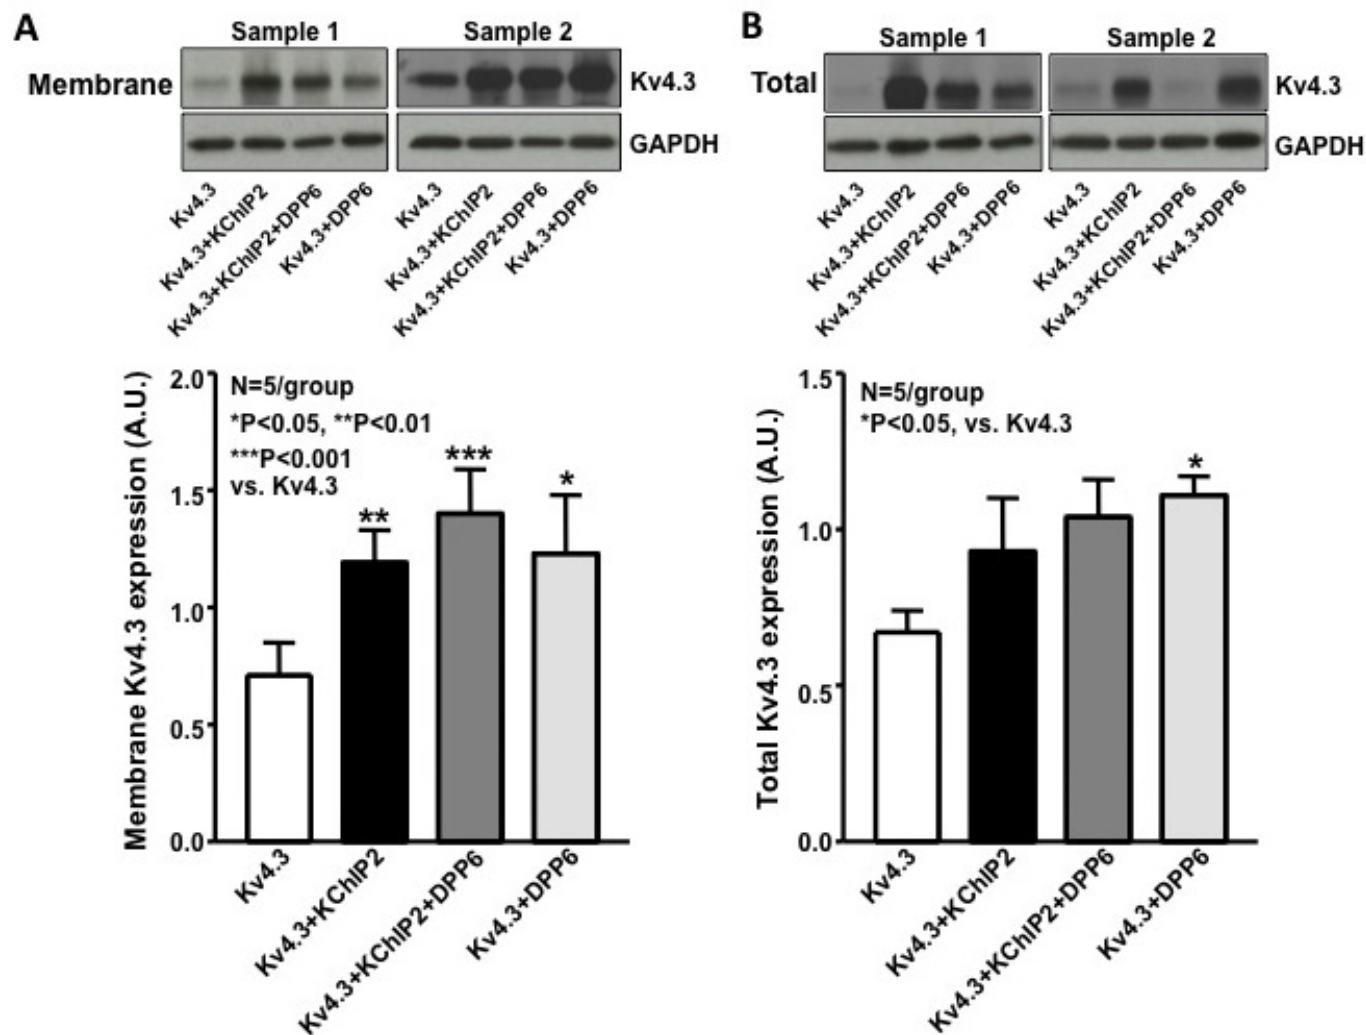 A
Sample 1
Sample 2
Membrane
Kv4.3
GAPDH
Kv4.3
Kv4.3+KChIP2
Kv4.3+KChIP2+DPP6
Kv4.3+DPP6
Kv4.3
Kv4.3+KChIP2
Kv4.3+KChIP2+DPP6
Kv4.3+DPP6
Membrane Kv4.3 expression (A.U.)
2.0
1.5
1.0
0.5
0.0
N=5/group
*P<0.05, **P<0.01
***P<0.001
vs. Kv4.3
**
***
*
Kv4.3
Kv4.3+KChIP2
Kv4.3+KChIP2+DPP6
Kv4.3+DPP6
B
Sample 1
Sample 2
Total
Kv4.3
GAPDH
Kv4.3
Kv4.3+KChIP2
Kv4.3+KChIP2+DPP6
Kv4.3+DPP6
Kv4.3
Kv4.3+KChIP2
Kv4.3+KChIP2+DPP6
Kv4.3+DPP6
Total Kv4.3 expression (A.U.)
1.5
1.0
0.5
0.0
N=5/group
*P<0.05, vs. Kv4.3
*
Kv4.3
Kv4.3+KChIP2
Kv4.3+KChIP2+DPP6
Kv4.3+DPP6